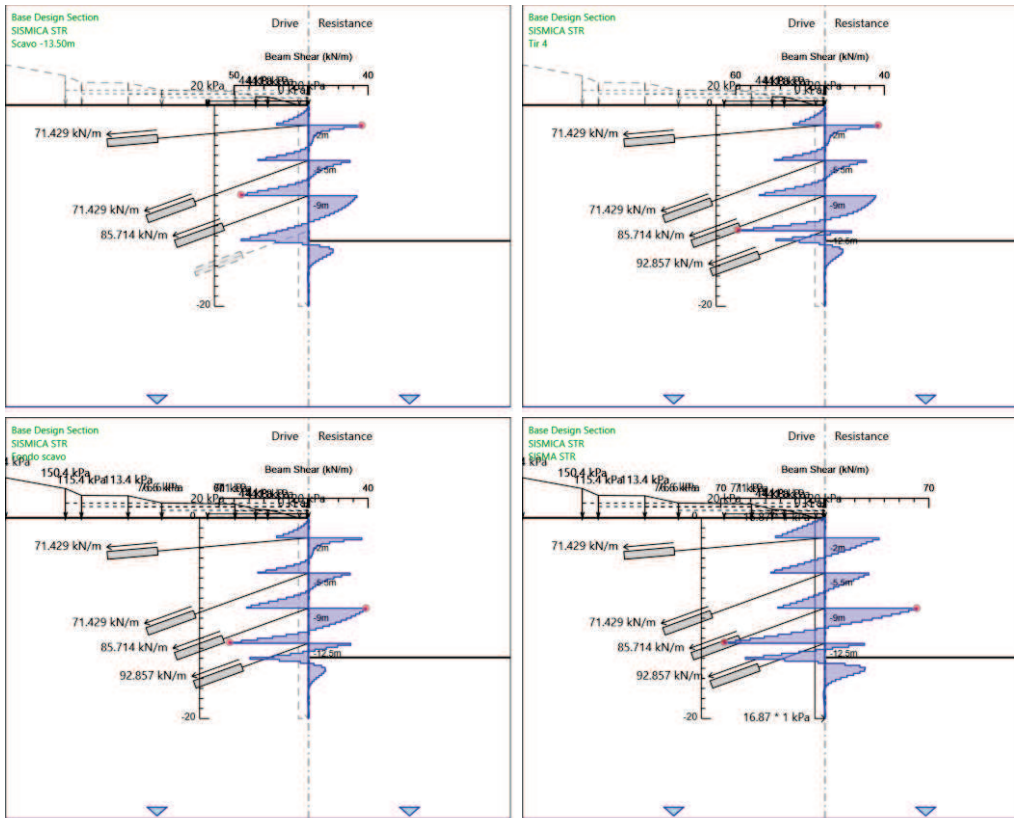 Base Design Section
SISMICA STR
Scavo -13.50m
Drive
Resistance
Beam Shear (kN/m)
50
40
20 kPa
0
71.429 kN/m
-2m
-5.5m
71.429 kN/m
-9m
85.714 kN/m
-20
Base Design Section
SISMICA STR
Tir 4
Drive
Resistance
Beam Shear (kN/m)
60
40
20 kPa
0
71.429 kN/m
-2m
-5.5m
71.429 kN/m
-9m
85.714 kN/m
-12.5m
92.857 kN/m
-20
Base Design Section
SISMICA STR
Fondo scavo
Drive
Resistance
Beam Shear (kN/m)
150.4 kPa
115.4 kPa
113.4 kPa
40
20 kPa
0
71.429 kN/m
-2m
-5.5m
71.429 kN/m
-9m
85.714 kN/m
-12.5m
92.857 kN/m
-20
Base Design Section
SISMICA STR
SISMA STR
Drive
Resistance
Beam Shear (kN/m)
150.4 kPa
115.4 kPa
113.4 kPa
70
70
71.429 kN/m
-2m
-5.5m
71.429 kN/m
-9m
85.714 kN/m
-12.5m
92.857 kN/m
-20
16.87 * 1 kPa